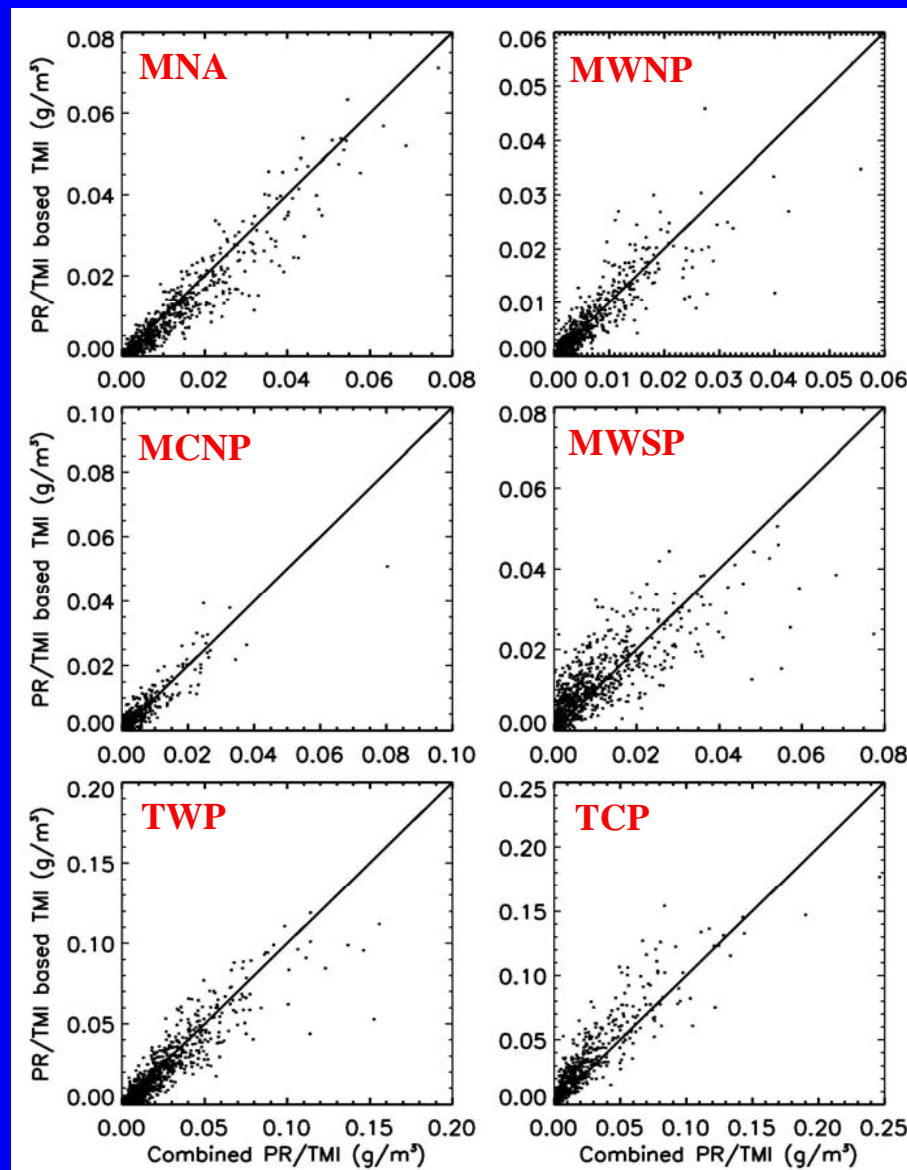 MNA
PR/TMI based TMI (g/m³)
0.08
0.06
0.04
0.02
0.00
0.00 0.02 0.04 0.06 0.08
MWNP
0.06
0.05
0.04
0.03
0.02
0.01
0.00
0.00 0.01 0.02 0.03 0.04 0.05 0.06
MCNP
PR/TMI based TMI (g/m³)
0.10
0.08
0.06
0.04
0.02
0.00
0.00 0.02 0.04 0.06 0.08 0.10
MWSP
0.08
0.06
0.04
0.02
0.00
0.00 0.02 0.04 0.06 0.08
TWP
PR/TMI based TMI (g/m³)
0.20
0.15
0.10
0.05
0.00
0.00 0.05 0.10 0.15 0.20
Combined PR/TMI (g/m³)
TCP
0.25
0.20
0.15
0.10
0.05
0.00
0.00 0.05 0.10 0.15 0.20 0.25
Combined PR/TMI (g/m³)